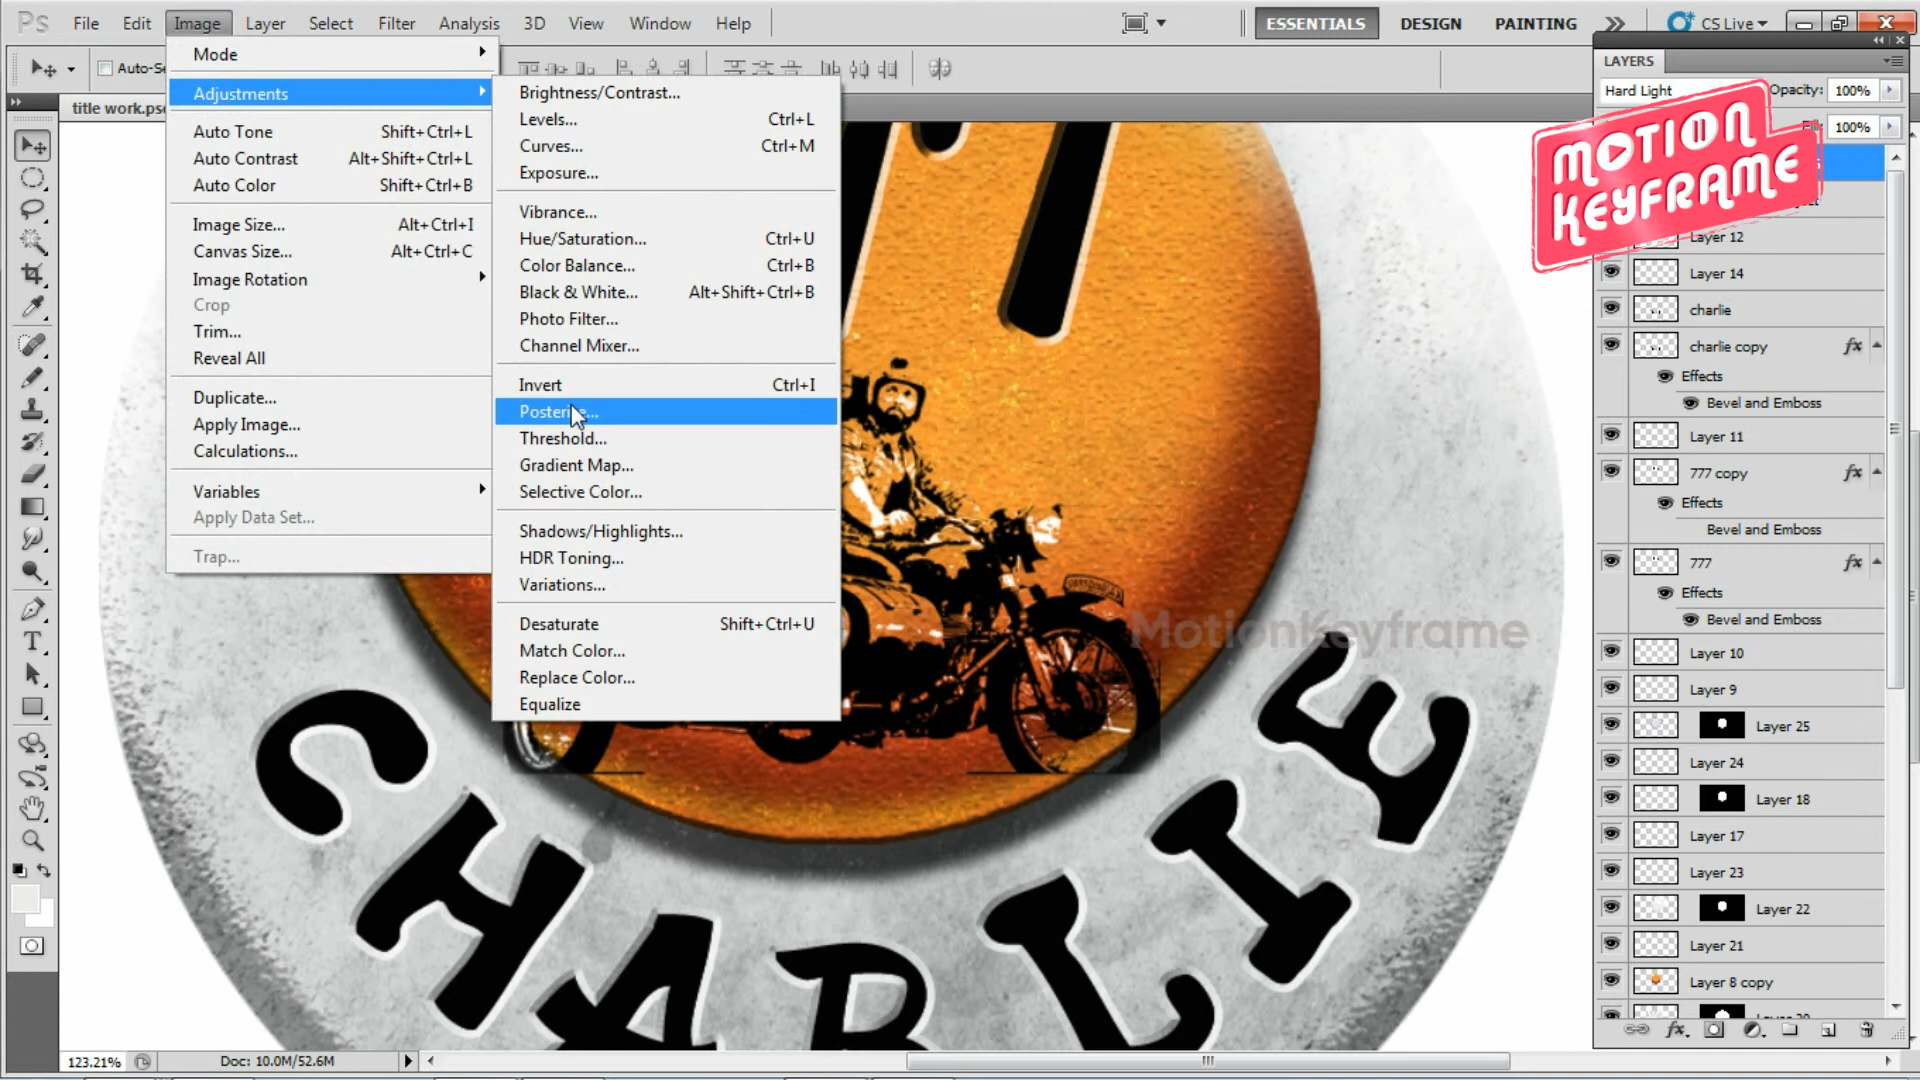 Ps File Edit Image Layer Select Filter Analysis 3D View Window Help
ESSENTIALS DESIGN PAINTING CS Live
Auto-Se
title work.psd
Mode
Adjustments
Auto Tone Shift+Ctrl+L
Auto Contrast Alt+Shift+Ctrl+L
Auto Color Shift+Ctrl+B
Image Size... Alt+Ctrl+I
Canvas Size... Alt+Ctrl+C
Image Rotation
Crop
Trim...
Reveal All
Duplicate...
Apply Image...
Calculations...
Variables
Apply Data Set...
Trap...
Brightness/Contrast...
Levels... Ctrl+L
Curves... Ctrl+M
Exposure...
Vibrance...
Hue/Saturation... Ctrl+U
Color Balance... Ctrl+B
Black & White... Alt+Shift+Ctrl+B
Photo Filter...
Channel Mixer...
Invert Ctrl+I
Posterize...
Threshold...
Gradient Map...
Selective Color...
Shadows/Highlights...
HDR Toning...
Variations...
Desaturate Shift+Ctrl+U
Match Color...
Replace Color...
Equalize
CHARLIE
MotionKeyframe
MOTION
KEYFRAME
LAYERS
Hard Light Opacity: 100%
100%
Layer 12
Layer 14
charlie
charlie copy fx
Effects
Bevel and Emboss
Layer 11
777 copy fx
Effects
Bevel and Emboss
777 fx
Effects
Bevel and Emboss
Layer 10
Layer 9
Layer 25
Layer 24
Layer 18
Layer 17
Layer 23
Layer 22
Layer 21
Layer 8 copy
123.21% Doc: 10.0M/52.6M